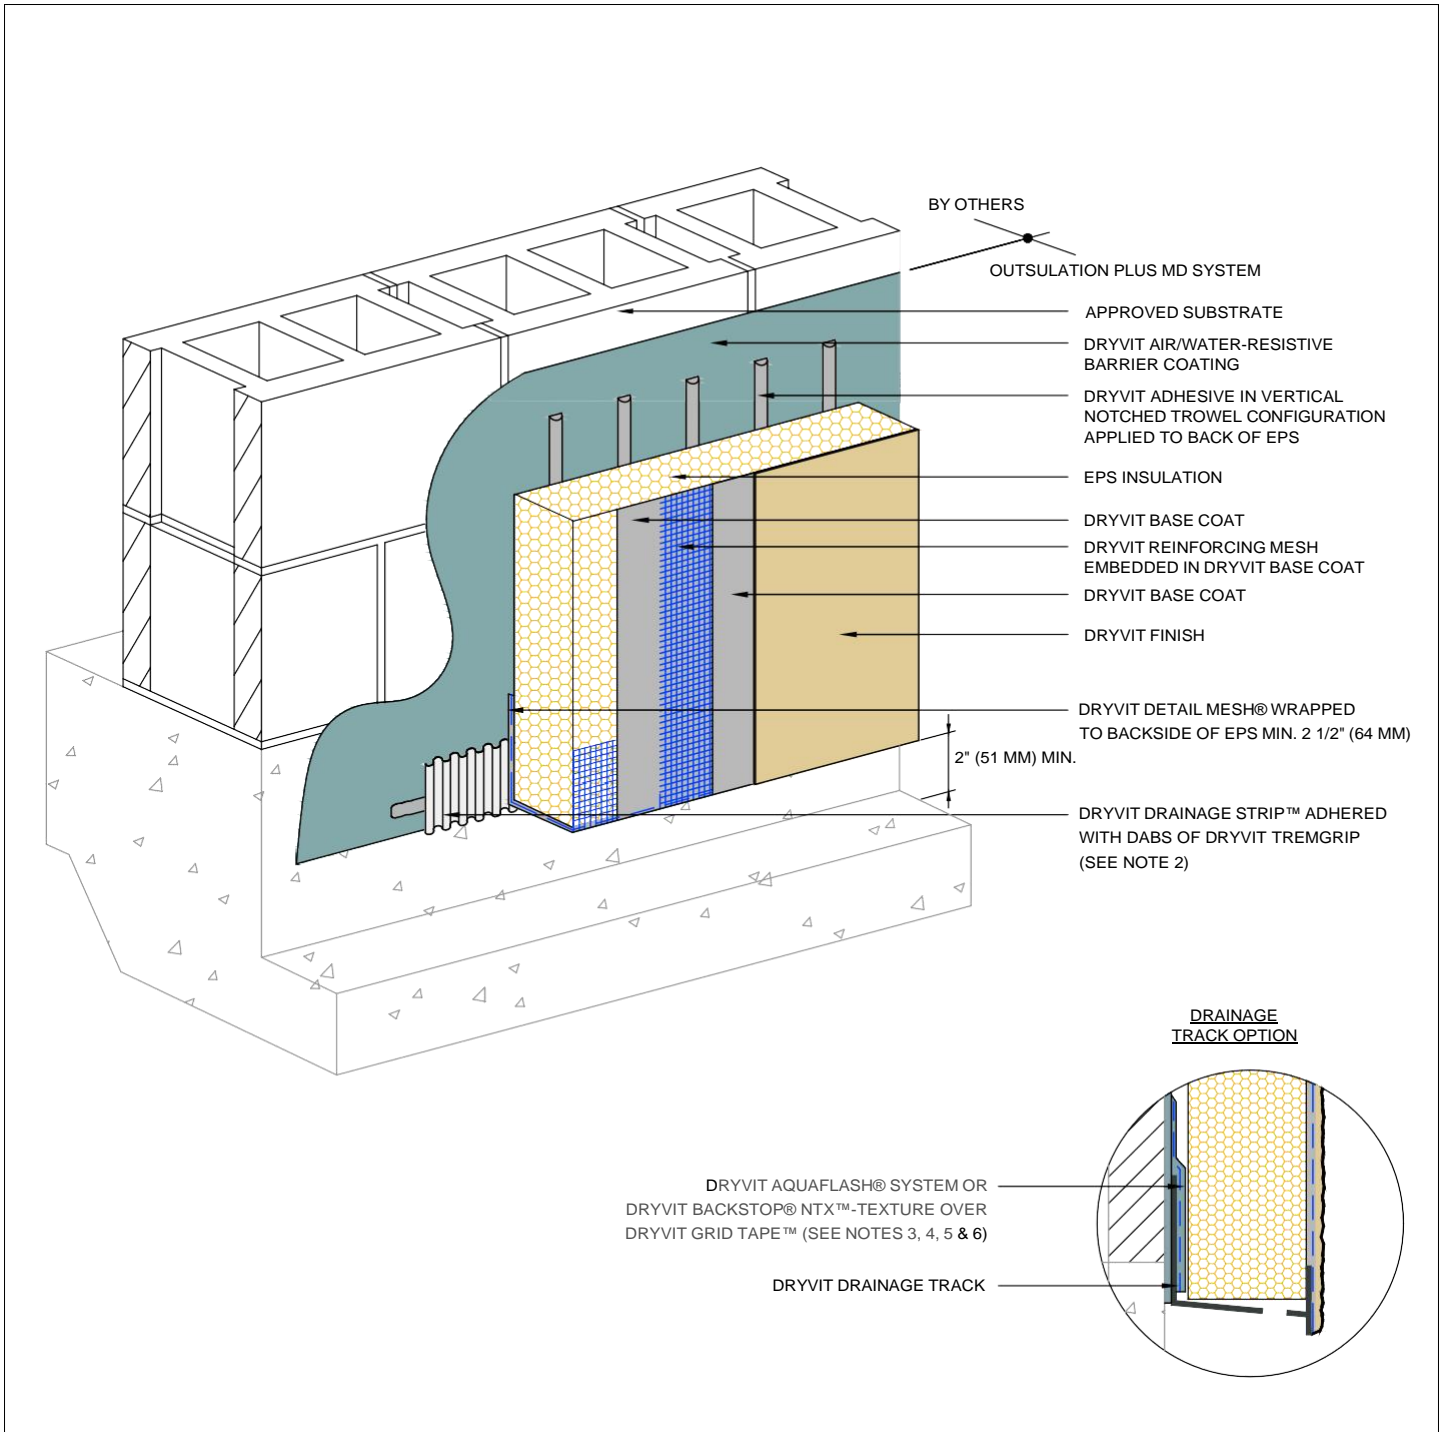 BY OTHERS
OUTSULATION PLUS MD SYSTEM
APPROVED SUBSTRATE
DRYVIT AIR/WATER-RESISTIVE
BARRIER COATING
DRYVIT ADHESIVE IN VERTICAL
NOTCHED TROWEL CONFIGURATION
APPLIED TO BACK OF EPS
EPS INSULATION
DRYVIT BASE COAT
DRYVIT REINFORCING MESH
EMBEDDED IN DRYVIT BASE COAT
DRYVIT BASE COAT
DRYVIT FINISH
DRYVIT DETAIL MESH® WRAPPED
TO BACKSIDE OF EPS MIN. 2 1/2" (64 MM)
2" (51 MM) MIN.
DRYVIT DRAINAGE STRIP™ ADHERED
WITH DABS OF DRYVIT TREMGRIP
(SEE NOTE 2)
DRAINAGE
TRACK OPTION
DRYVIT AQUAFLASH® SYSTEM OR
DRYVIT BACKSTOP® NTX™-TEXTURE OVER
DRYVIT GRID TAPE™ (SEE NOTES 3, 4, 5 & 6)
DRYVIT DRAINAGE TRACK